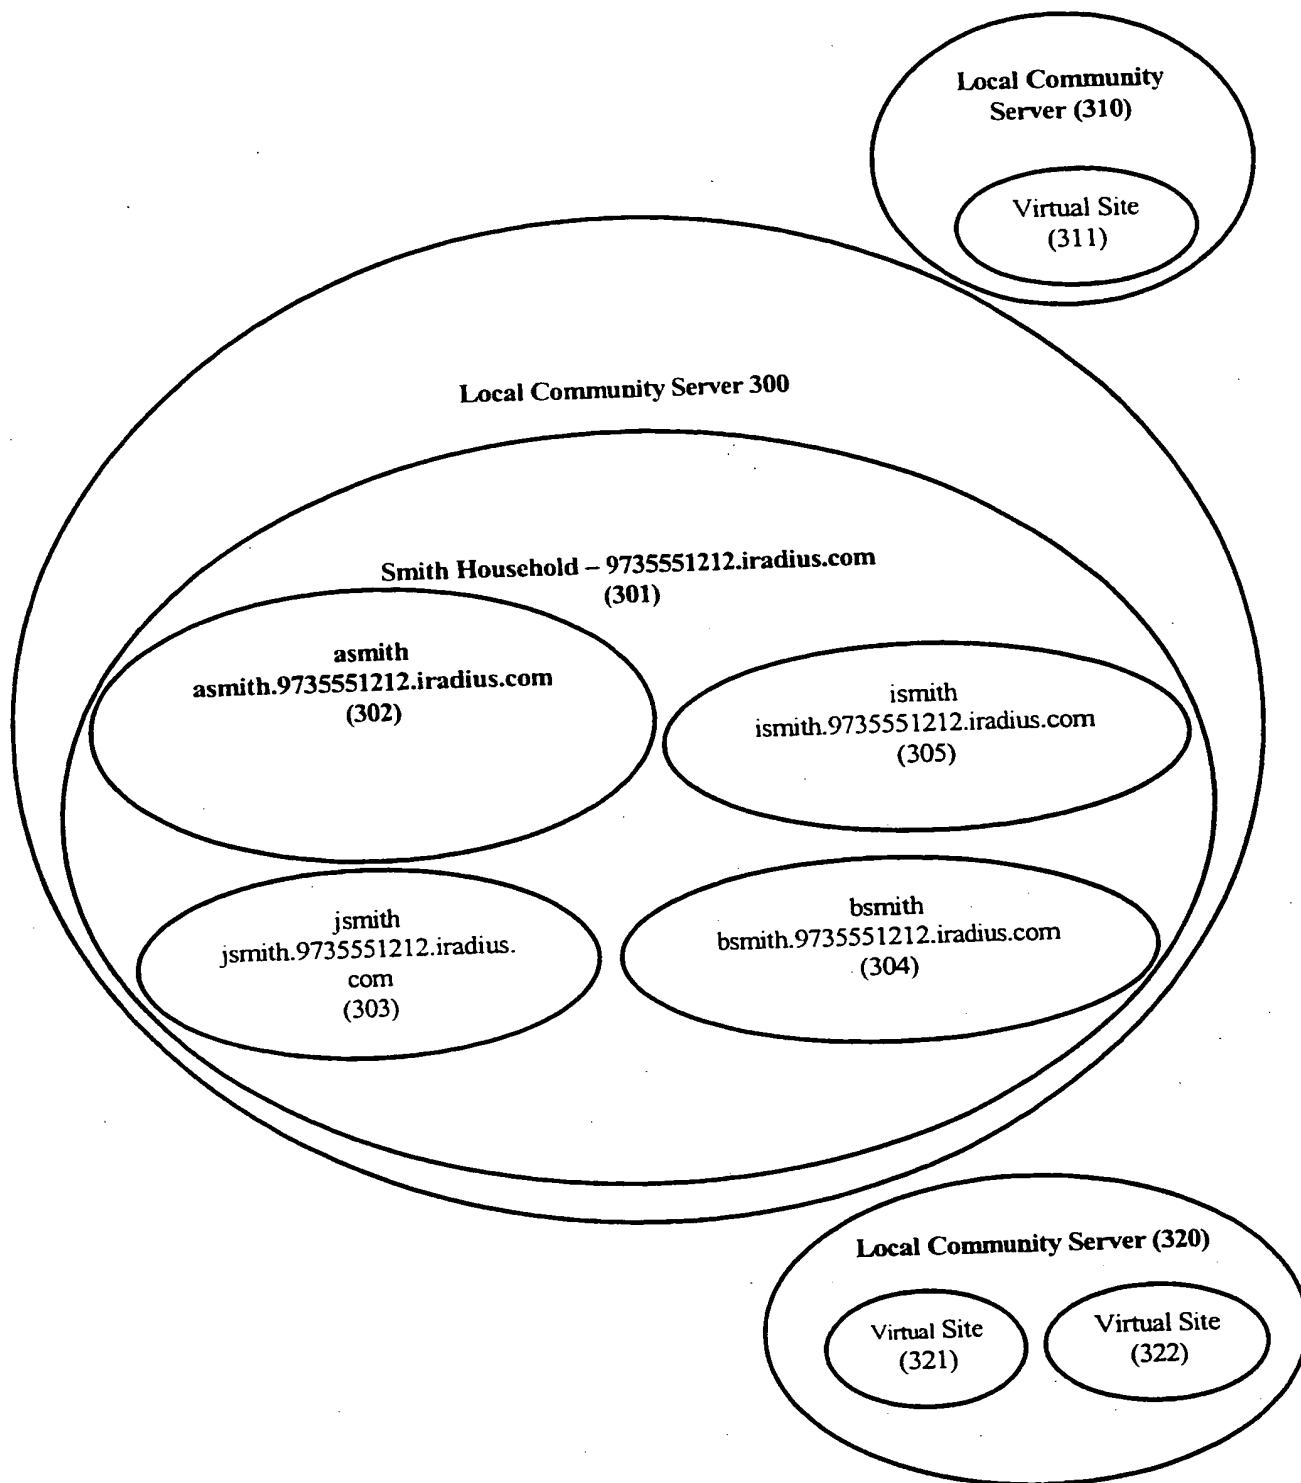 Local Community
Server (310)
Virtual Site
(311)
Local Community Server 300
Smith Household – 9735551212.iradius.com
(301)
asmith
asmith.9735551212.iradius.com
(302)
ismith
ismith.9735551212.iradius.com
(305)
jsmith
jsmith.9735551212.iradius.
com
(303)
bsmith
bsmith.9735551212.iradius.com
(304)
Local Community Server (320)
Virtual Site
(321)
Virtual Site
(322)